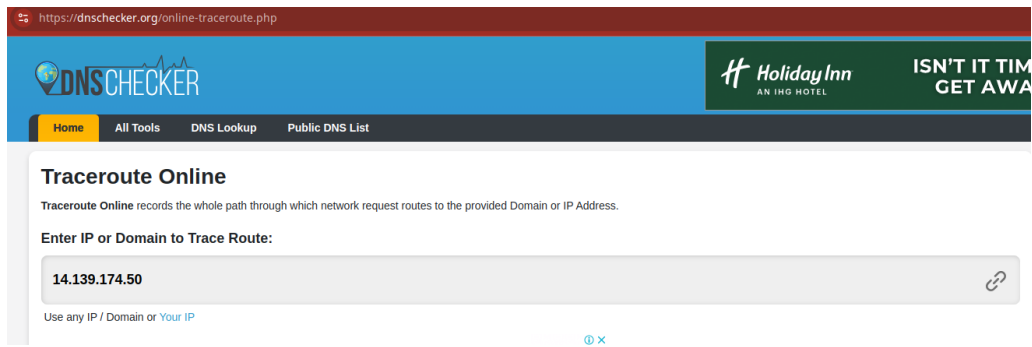 https://dnschecker.org/online-traceroute.php
DNSCHECKER
Holiday Inn
AN IHG HOTEL
ISN'T IT TIM
GET AWA
Home All Tools DNS Lookup Public DNS List
Traceroute Online
Traceroute Online records the whole path through which network request routes to the provided Domain or IP Address.
Enter IP or Domain to Trace Route:
14.139.174.50
Use any IP / Domain or Your IP